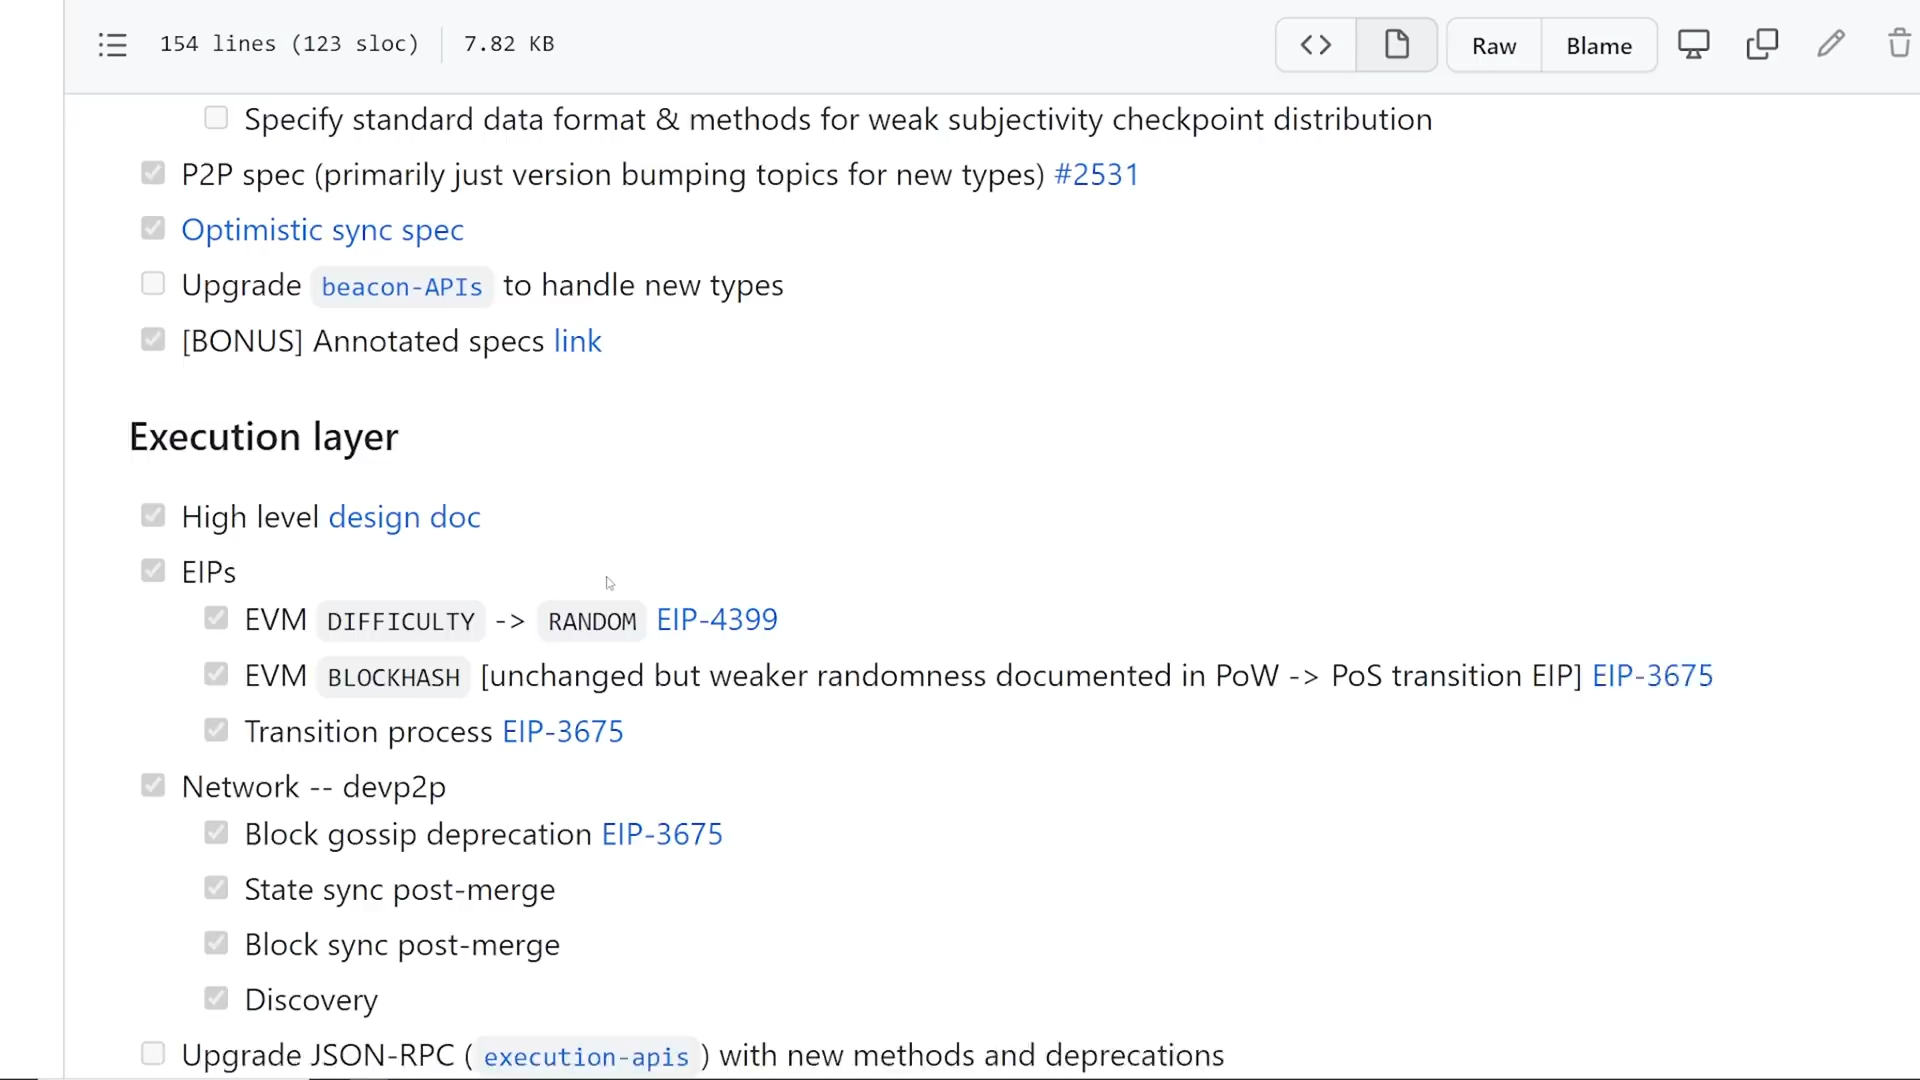 154 lines (123 sloc) 7.82 KB Raw Blame
Specify standard data format & methods for weak subjectivity checkpoint distribution
P2P spec (primarily just version bumping topics for new types) #2531
Optimistic sync spec
Upgrade beacon-APIs to handle new types
[BONUS] Annotated specs link
Execution layer
High level design doc
EIPs
EVM DIFFICULTY -> RANDOM EIP-4399
EVM BLOCKHASH [unchanged but weaker randomness documented in PoW -> PoS transition EIP] EIP-3675
Transition process EIP-3675
Network -- devp2p
Block gossip deprecation EIP-3675
State sync post-merge
Block sync post-merge
Discovery
Upgrade JSON-RPC (execution-apis) with new methods and deprecations